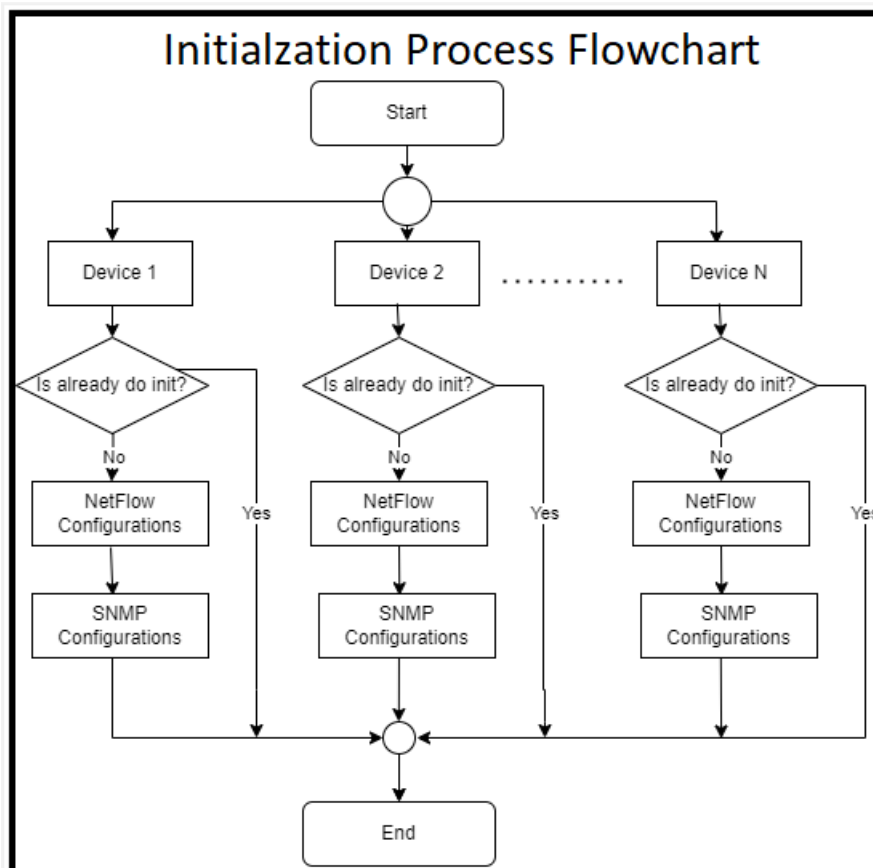 Initialzation Process Flowchart
Start
Device 1
Device 2
..........
Device N
Is already do init?
Is already do init?
Is already do init?
No
No
No
NetFlow
Configurations
Yes
NetFlow
Configurations
Yes
NetFlow
Configurations
Yes
SNMP
Configurations
SNMP
Configurations
SNMP
Configurations
End